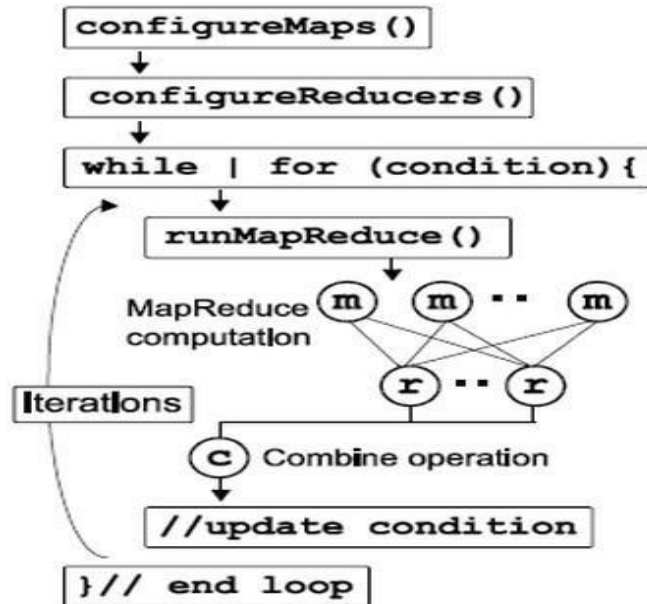 configureMaps()
configureReducers()
while | for (condition){
runMapReduce()
m m ·· m
MapReduce
computation
r ·· r
Iterations
c Combine operation
//update condition
}// end loop